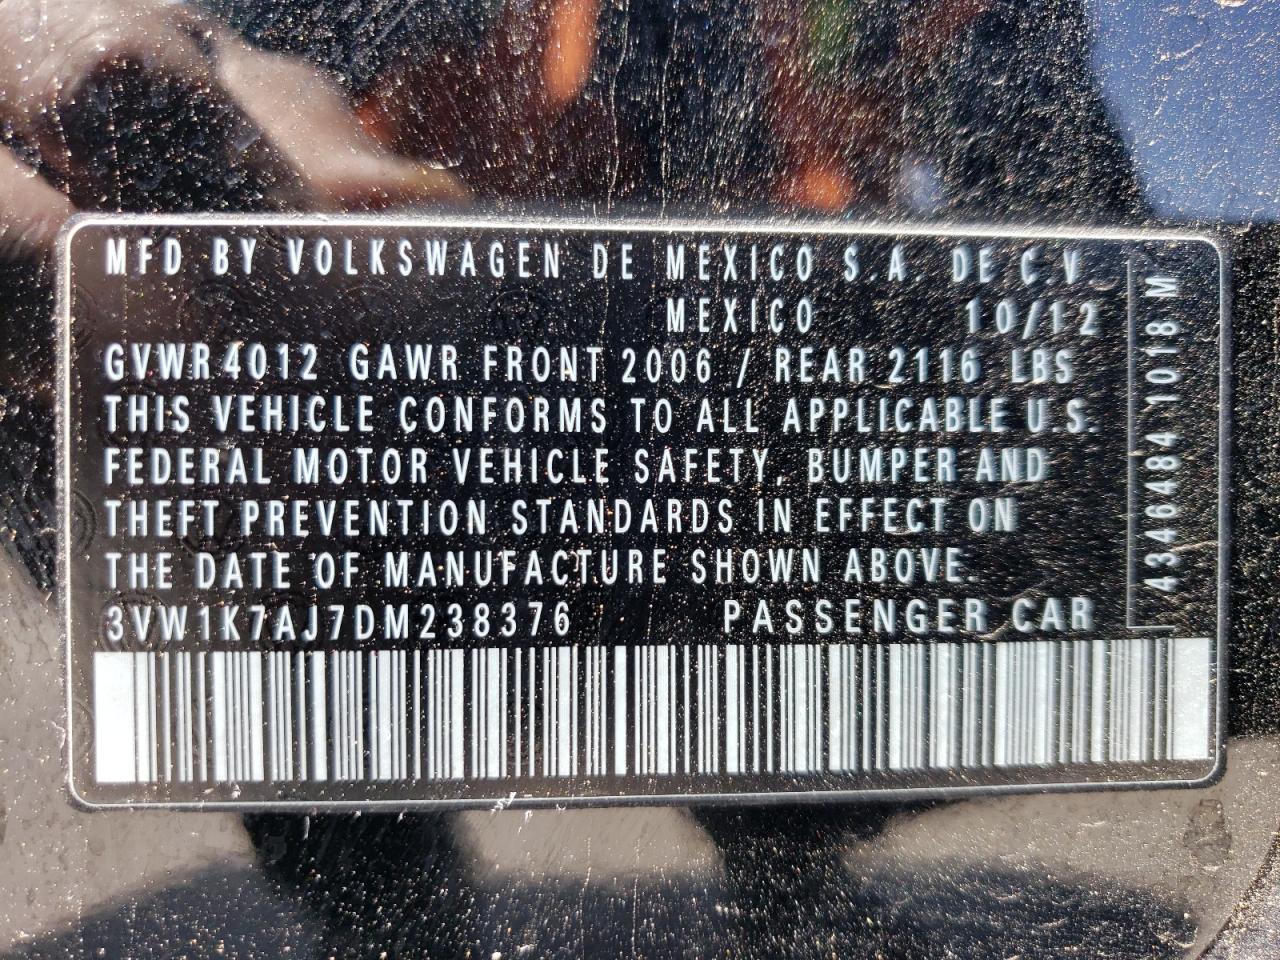 MFD BY VOLKSWAGEN DE MEXICO S.A. DE C V
MEXICO 10/12
GVWR 4012 GAWR FRONT 2006 / REAR 2116 LBS
THIS VEHICLE CONFORMS TO ALL APPLICABLE U.S.
FEDERAL MOTOR VEHICLE SAFETY, BUMPER AND
THEFT PREVENTION STANDARDS IN EFFECT ON
THE DATE OF MANUFACTURE SHOWN ABOVE.
3VW1K7AJ7DM238376 PASSENGER CAR
4346484 1018 M